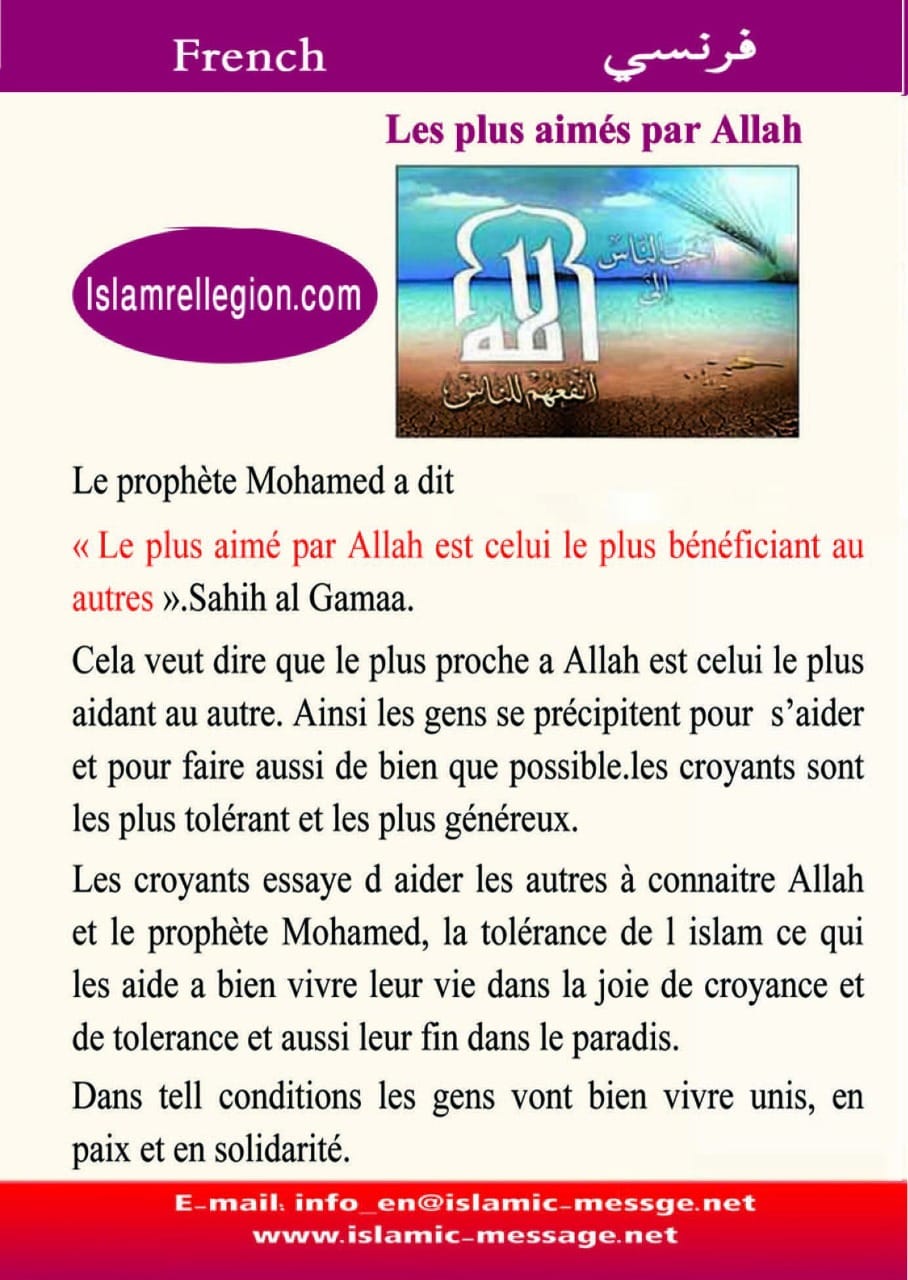 French
فرنسي
Les plus aimés par Allah
Islamrellegion.com
أحب الناس
إلى
الله
أنفعهم للناس
Le prophète Mohamed a dit
« Le plus aimé par Allah est celui le plus bénéficiant au
autres ».Sahih al Gamaa.
Cela veut dire que le plus proche a Allah est celui le plus
aidant au autre. Ainsi les gens se précipitent pour s’aider
et pour faire aussi de bien que possible.les croyants sont
les plus tolérant et les plus généreux.
Les croyants essaye d aider les autres à connaitre Allah
et le prophète Mohamed, la tolérance de l islam ce qui
les aide a bien vivre leur vie dans la joie de croyance et
de tolerance et aussi leur fin dans le paradis.
Dans tell conditions les gens vont bien vivre unis, en
paix et en solidarité.
E-mail: info_en@islamic-messge.net
www.islamic-message.net